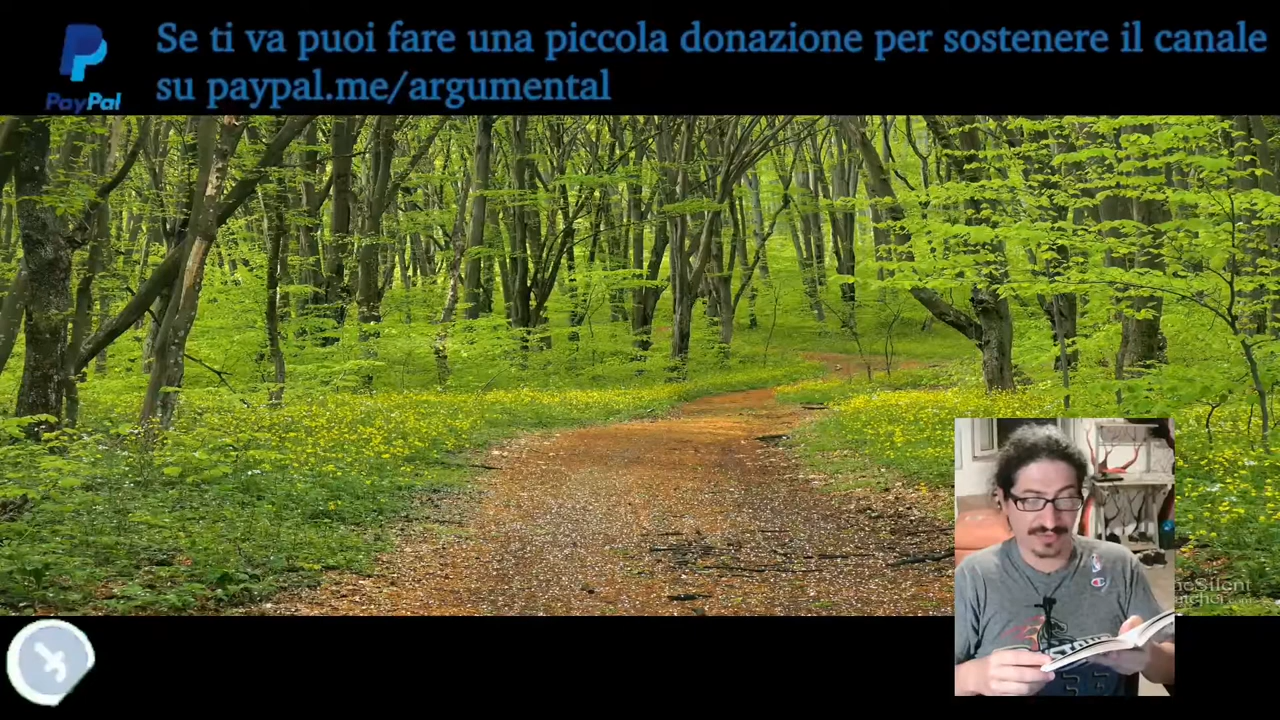 Se ti va puoi fare una piccola donazione per sostenere il canale
PayPal su paypal.me/argumental